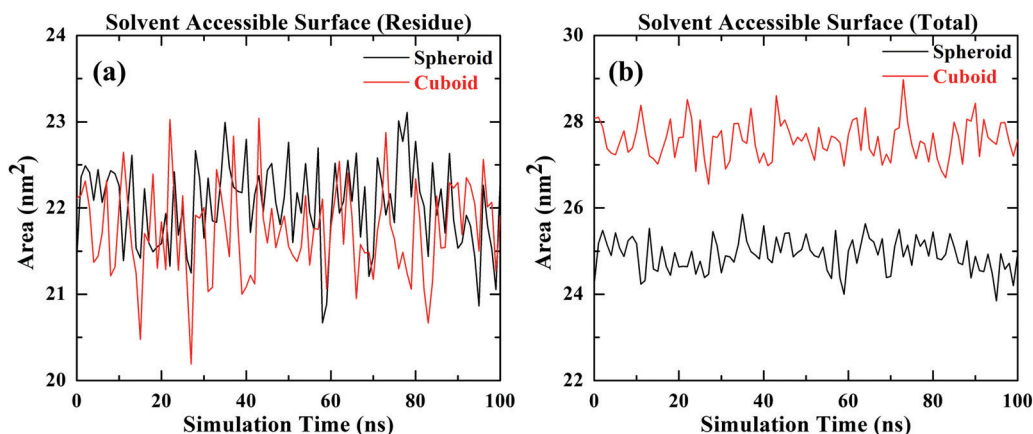 Solvent Accessible Surface (Residue)
24
23
22
21
20
Area (nm2)
(a)
Spheroid
Cuboid
0
20
40
60
80
100
Simulation Time (ns)
Solvent Accessible Surface (Total)
30
28
26
24
22
Area (nm2)
(b)
Spheroid
Cuboid
0
20
40
60
80
100
Simulation Time (ns)